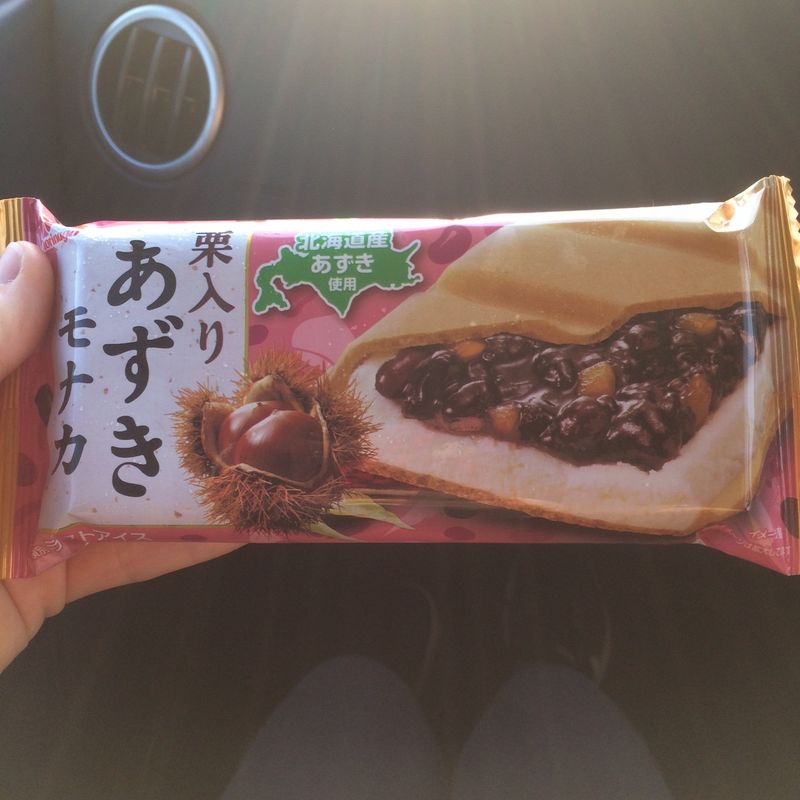 栗入り
あずき
モナカ
北海道産
あずき
使用